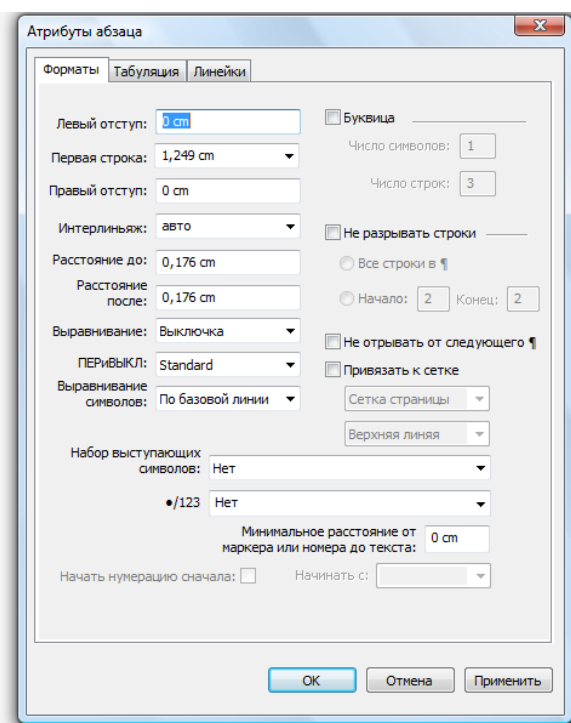 Атрибуты абзаца
Форматы Табуляция Линейки
Левый отступ: 0 cm
Первая строка: 1,249 cm
Правый отступ: 0 cm
Интерлиньяж: авто
Расстояние до: 0,176 cm
Расстояние
после: 0,176 cm
Выравнивание: Выключка
ПЕРиВЫКЛ: Standard
Выравнивание
символов: По базовой линии
Буквица
Число символов: 1
Число строк: 3
Не разрывать строки
Все строки в ¶
Начало: 2 Конец: 2
Не отрывать от следующего ¶
Привязать к сетке
Сетка страницы
Верхняя линяя
Набор выступающих
символов: Нет
•/123 Нет
Минимальное расстояние от
маркера или номера до текста: 0 cm
Начать нумерацию сначала: Начинать с:
OK Отмена Применить